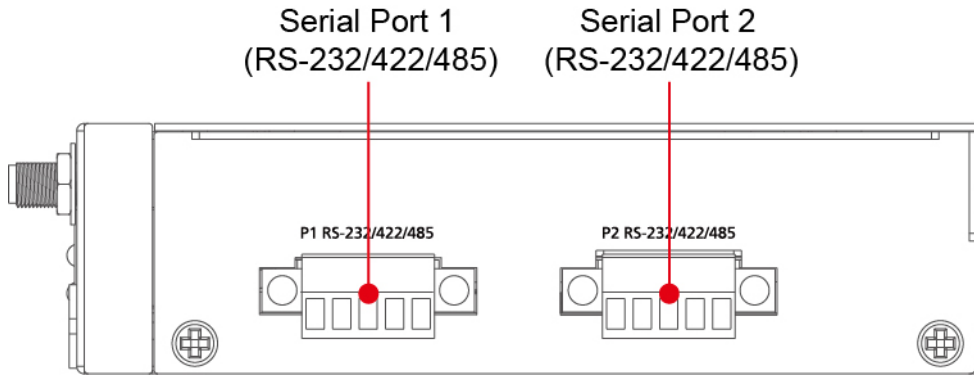 Serial Port 1
(RS-232/422/485)
Serial Port 2
(RS-232/422/485)
P1 RS-232/422/485
P2 RS-232/422/485